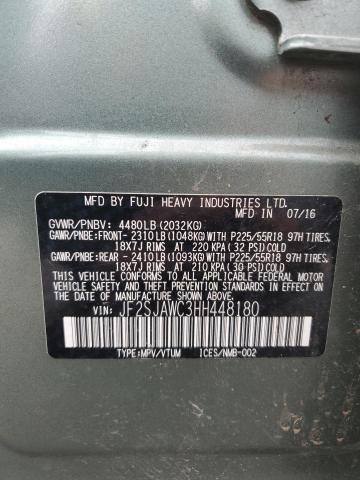 MFD BY FUJI HEAVY INDUSTRIES LTD.
MFD. IN 07/16
GVWR/PNBV: 4480LB (2032KG)
GAWR/PNBE:FRONT- 2310LB (1048KG) WITH P225/55R18 97H TIRES,
18X7J RIMS AT 220 KPA ( 32 PSI) COLD
GAWR/PNBE:REAR - 2410LB (1093KG) WITH P225/55R18 97H TIRES,
18X7J RIMS AT 210 KPA ( 30 PSI) COLD
THIS VEHICLE CONFORMS TO ALL APPLICABLE FEDERAL MOTOR
VEHICLE SAFETY, BUMPER, AND THEFT PREVENTION
STANDARDS IN EFFECT ON THE DATE OF MANUFACTURE SHOWN ABOVE.
VIN: JF2SJAWC3HH448180
TYPE:MPV/VTUM ICES/NMB-002